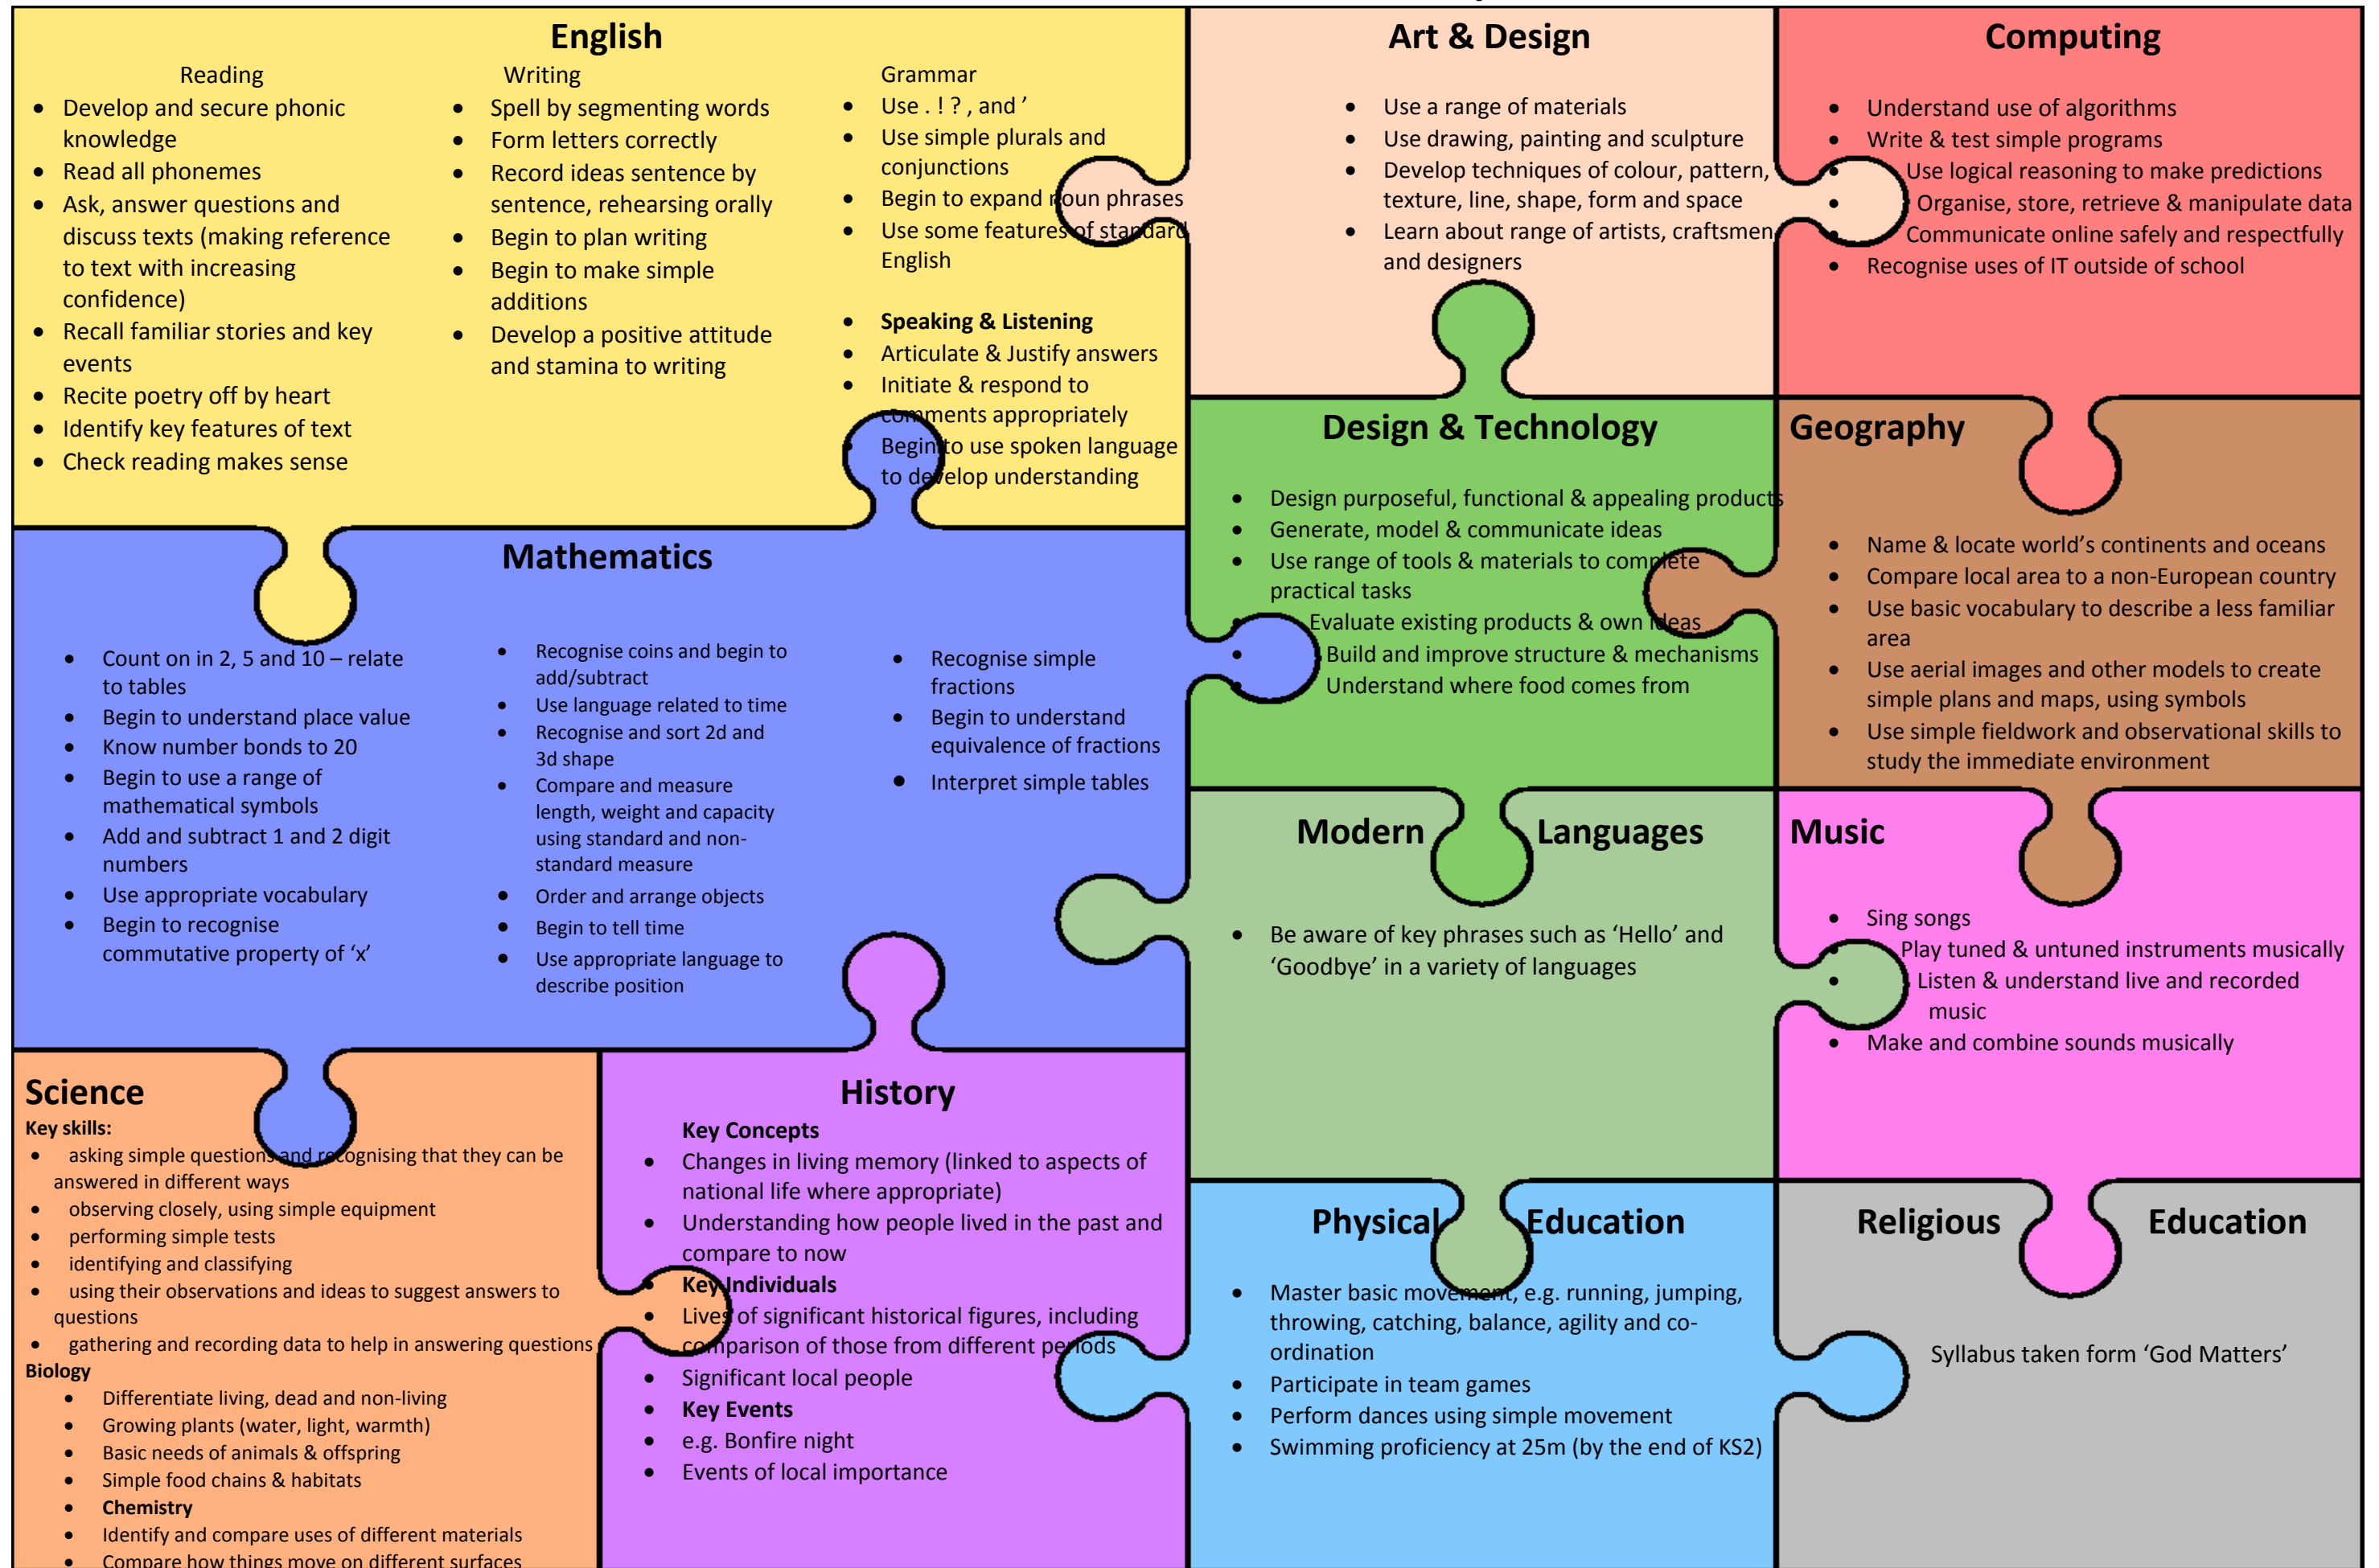 English
Reading
• Develop and secure phonic
knowledge
• Read all phonemes
• Ask, answer questions and
discuss texts (making reference
to text with increasing
confidence)
• Recall familiar stories and key
events
• Recite poetry off by heart
• Identify key features of text
• Check reading makes sense
Writing
• Spell by segmenting words
• Form letters correctly
• Record ideas sentence by
sentence, rehearsing orally
• Begin to plan writing
• Begin to make simple
additions
• Develop a positive attitude
and stamina to writing
Grammar
• Use . ! ? , and ’
• Use simple plurals and
conjunctions
• Begin to expand noun phrases
• Use some features of standard
English
• Speaking & Listening
• Articulate & Justify answers
• Initiate & respond to
comments appropriately
• Begin to use spoken language
to develop understanding
Art & Design
• Use a range of materials
• Use drawing, painting and sculpture
• Develop techniques of colour, pattern,
texture, line, shape, form and space
• Learn about range of artists, craftsmen
and designers
Computing
• Understand use of algorithms
• Write & test simple programs
• Use logical reasoning to make predictions
• Organise, store, retrieve & manipulate data
• Communicate online safely and respectfully
• Recognise uses of IT outside of school
Mathematics
• Count on in 2, 5 and 10 – relate
to tables
• Begin to understand place value
• Know number bonds to 20
• Begin to use a range of
mathematical symbols
• Add and subtract 1 and 2 digit
numbers
• Use appropriate vocabulary
• Begin to recognise
commutative property of ‘x’
• Recognise coins and begin to
add/subtract
• Use language related to time
• Recognise and sort 2d and
3d shape
• Compare and measure
length, weight and capacity
using standard and non-
standard measure
• Order and arrange objects
• Begin to tell time
• Use appropriate language to
describe position
• Recognise simple
fractions
• Begin to understand
equivalence of fractions
• Interpret simple tables
Design & Technology
• Design purposeful, functional & appealing products
• Generate, model & communicate ideas
• Use range of tools & materials to complete
practical tasks
• Evaluate existing products & own ideas
• Build and improve structure & mechanisms
• Understand where food comes from
Geography
• Name & locate world’s continents and oceans
• Compare local area to a non-European country
• Use basic vocabulary to describe a less familiar
area
• Use aerial images and other models to create
simple plans and maps, using symbols
• Use simple fieldwork and observational skills to
study the immediate environment
Modern Languages
• Be aware of key phrases such as ‘Hello’ and
‘Goodbye’ in a variety of languages
Music
• Sing songs
• Play tuned & untuned instruments musically
• Listen & understand live and recorded
music
• Make and combine sounds musically
Science
Key skills:
• asking simple questions and recognising that they can be
answered in different ways
• observing closely, using simple equipment
• performing simple tests
• identifying and classifying
• using their observations and ideas to suggest answers to
questions
• gathering and recording data to help in answering questions
Biology
• Differentiate living, dead and non-living
• Growing plants (water, light, warmth)
• Basic needs of animals & offspring
• Simple food chains & habitats
• Chemistry
• Identify and compare uses of different materials
• Compare how things move on different surfaces
History
Key Concepts
• Changes in living memory (linked to aspects of
national life where appropriate)
• Understanding how people lived in the past and
compare to now
• Key Individuals
• Lives of significant historical figures, including
comparison of those from different periods
• Significant local people
• Key Events
• e.g. Bonfire night
• Events of local importance
Physical Education
• Master basic movement, e.g. running, jumping,
throwing, catching, balance, agility and co-
ordination
• Participate in team games
• Perform dances using simple movement
• Swimming proficiency at 25m (by the end of KS2)
Religious Education
Syllabus taken form ‘God Matters’